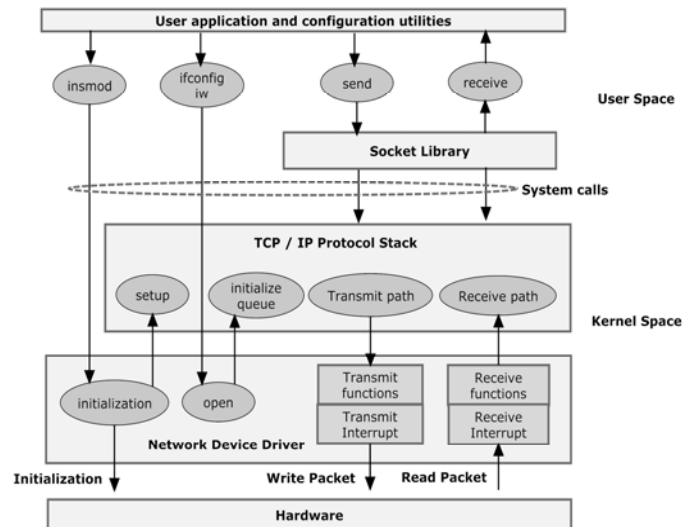 User application and configuration utilities
insmod
ifconfig
iw
send
receive
User Space
Socket Library
System calls
TCP / IP Protocol Stack
setup
initialize
queue
Transmit path
Receive path
Kernel Space
initialization
open
Transmit
functions
Receive
functions
Transmit
Interrupt
Receive
Interrupt
Network Device Driver
Initialization
Write Packet
Read Packet
Hardware